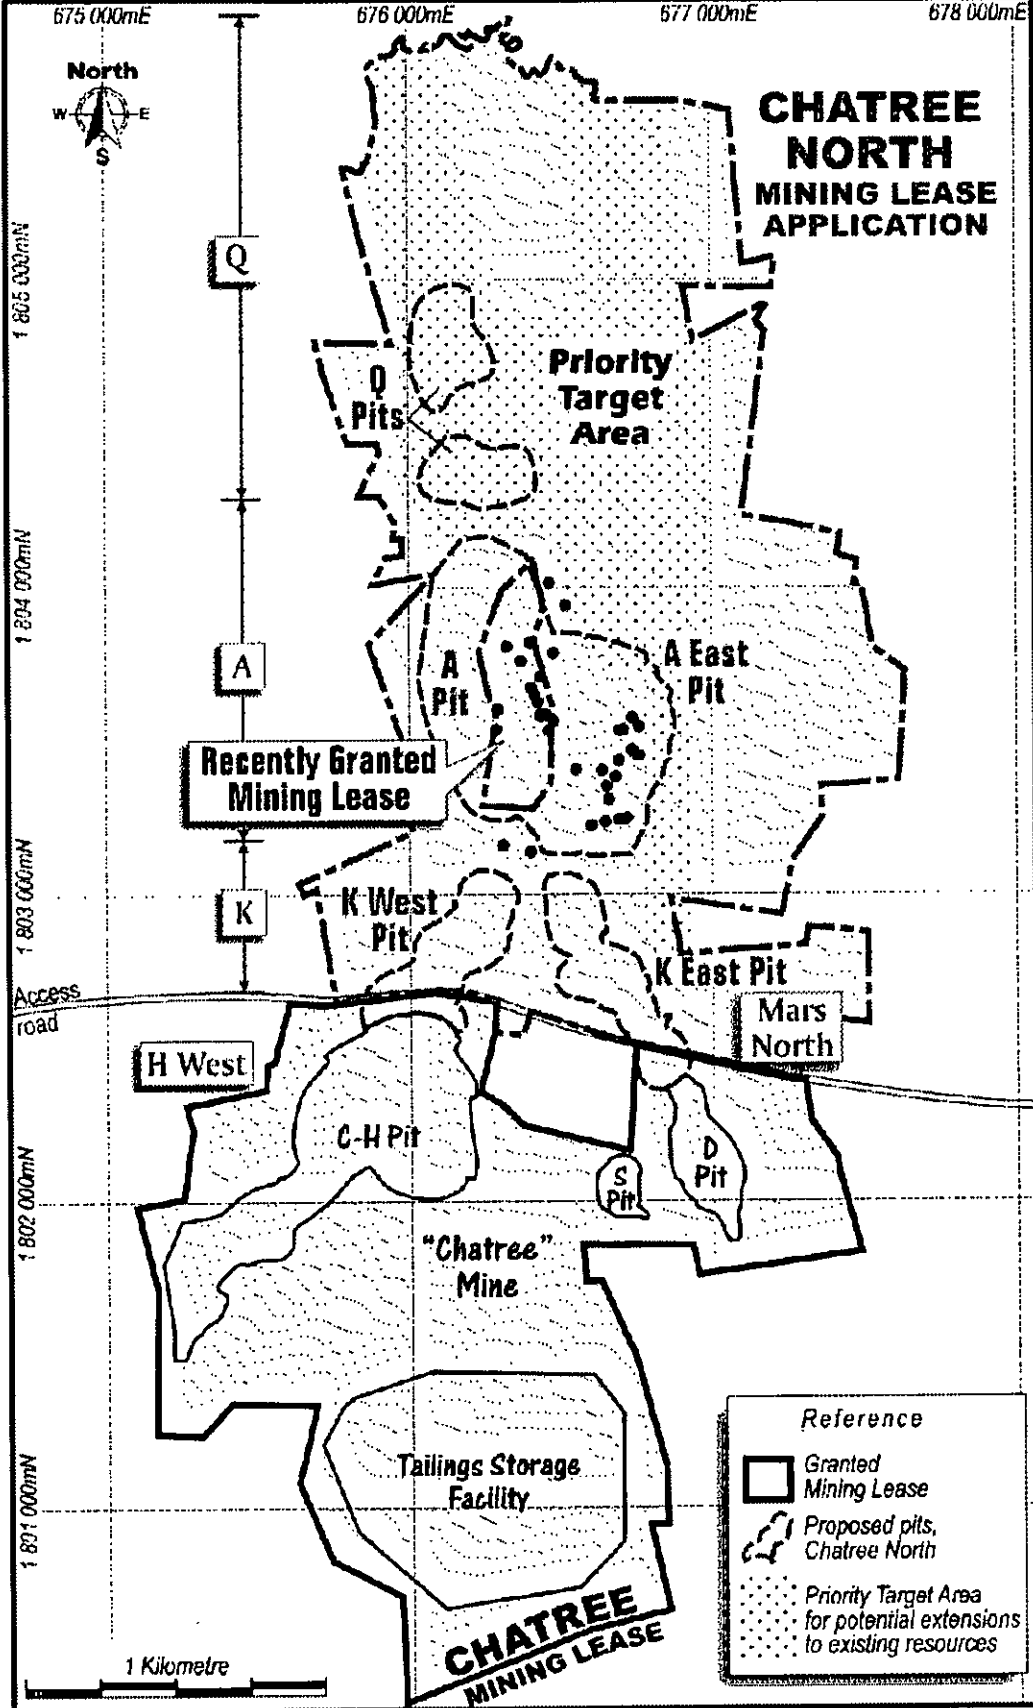 675 000mE
676 000mE
677 000mE
678 000mE
North
W
E
S
CHATREE
NORTH
MINING LEASE
APPLICATION
Q
1 805 000mN
Priority
Target
Area
Q
Pits
1 804 000mN
A
A
Pit
A East
Pit
Recently Granted
Mining Lease
1 803 000mN
K
K West
Pit
K East Pit
Access
road
Mars
North
H West
C-H Pit
D
Pit
S
Pit
1 802 000mN
"Chatree"
Mine
Tailings Storage
Facility
1 801 000mN
CHATREE
MINING LEASE
1 Kilometre
Reference
Granted
Mining Lease
Proposed pits,
Chatree North
Priority Target Area
for potential extensions
to existing resources